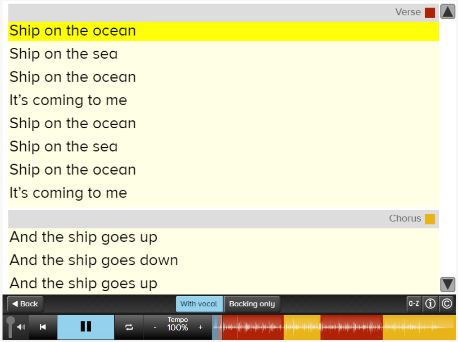 Verse
Ship on the ocean
Ship on the sea
Ship on the ocean
It's coming to me
Ship on the ocean
Ship on the sea
Ship on the ocean
It's coming to me
Chorus
And the ship goes up
And the ship goes down
And the ship goes up
Back With vocal Backing only 0-Z i ©
- Tempo 100% +